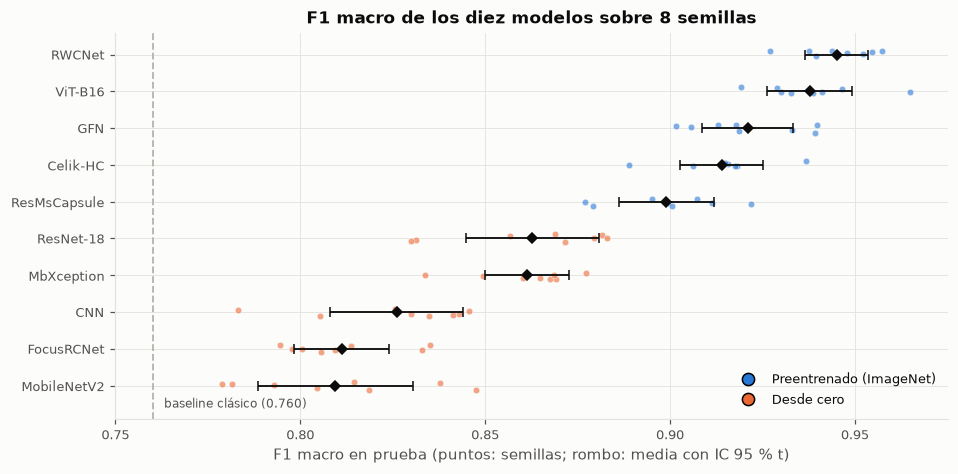 F1 macro de los diez modelos sobre 8 semillas
RWCNet
ViT-B16
GFN
Celik-HC
ResMsCapsule
ResNet-18
MbXception
CNN
FocusRCNet
MobileNetV2
baseline clásico (0.760)
Preentrenado (ImageNet)
Desde cero
0.75 0.80 0.85 0.90 0.95
F1 macro en prueba (puntos: semillas; rombo: media con IC 95 % t)